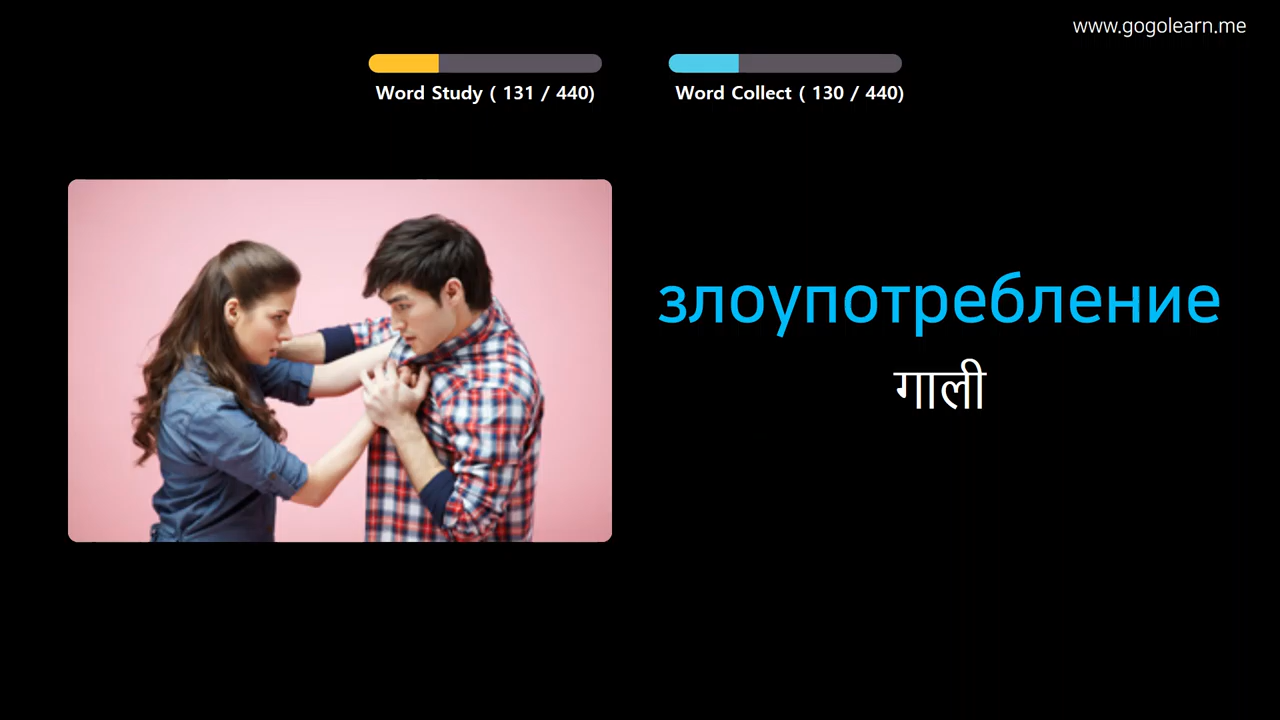 www.gogolearn.me
Word Study ( 131 / 440)
Word Collect ( 130 / 440)
злоупотребление
गाली